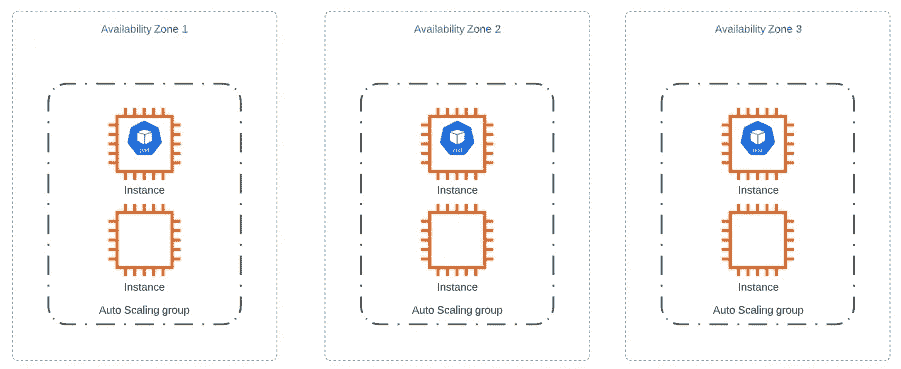 Availability Zone 1
Availability Zone 2
Availability Zone 3
Instance
Instance
Instance
Instance
Instance
Instance
Auto Scaling group
Auto Scaling group
Auto Scaling group